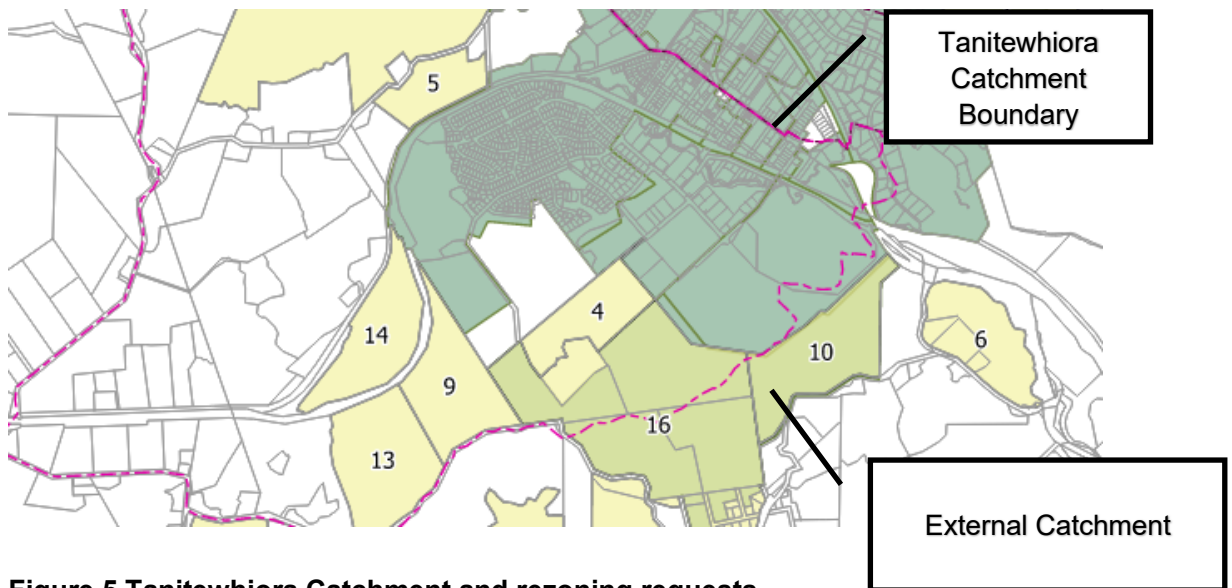 Tanitewhiora
Catchment
Boundary
5
4
14
10
6
9
16
13
External Catchment
Figure 5 Tanitewhiora Catchment and rezoning requests